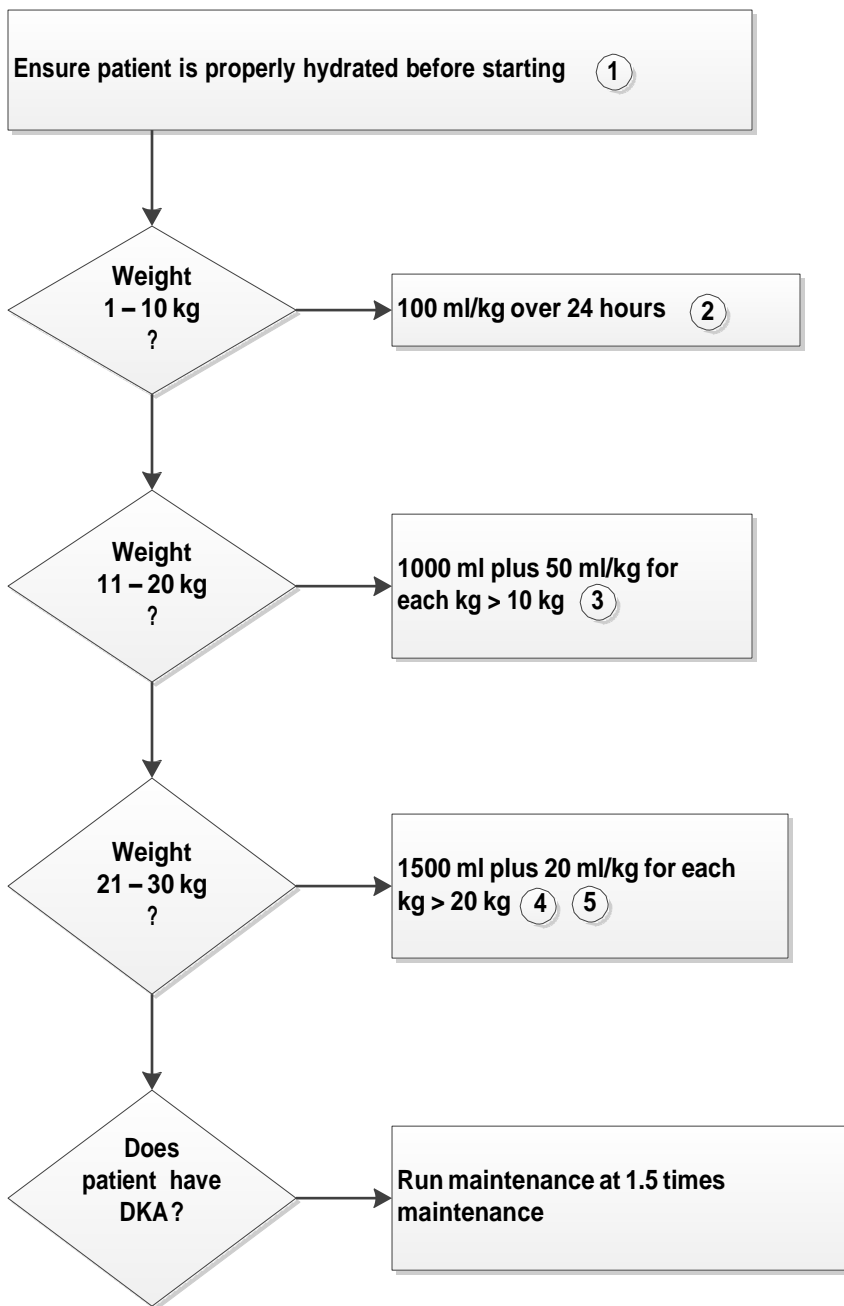 Ensure patient is properly hydrated before starting 1
Weight
1 – 10 kg
?
100 ml/kg over 24 hours 2
Weight
11 – 20 kg
?
1000 ml plus 50 ml/kg for
each kg > 10 kg 3
Weight
21 – 30 kg
?
1500 ml plus 20 ml/kg for each
kg > 20 kg 4 5
Does
patient have
DKA?
Run maintenance at 1.5 times
maintenance